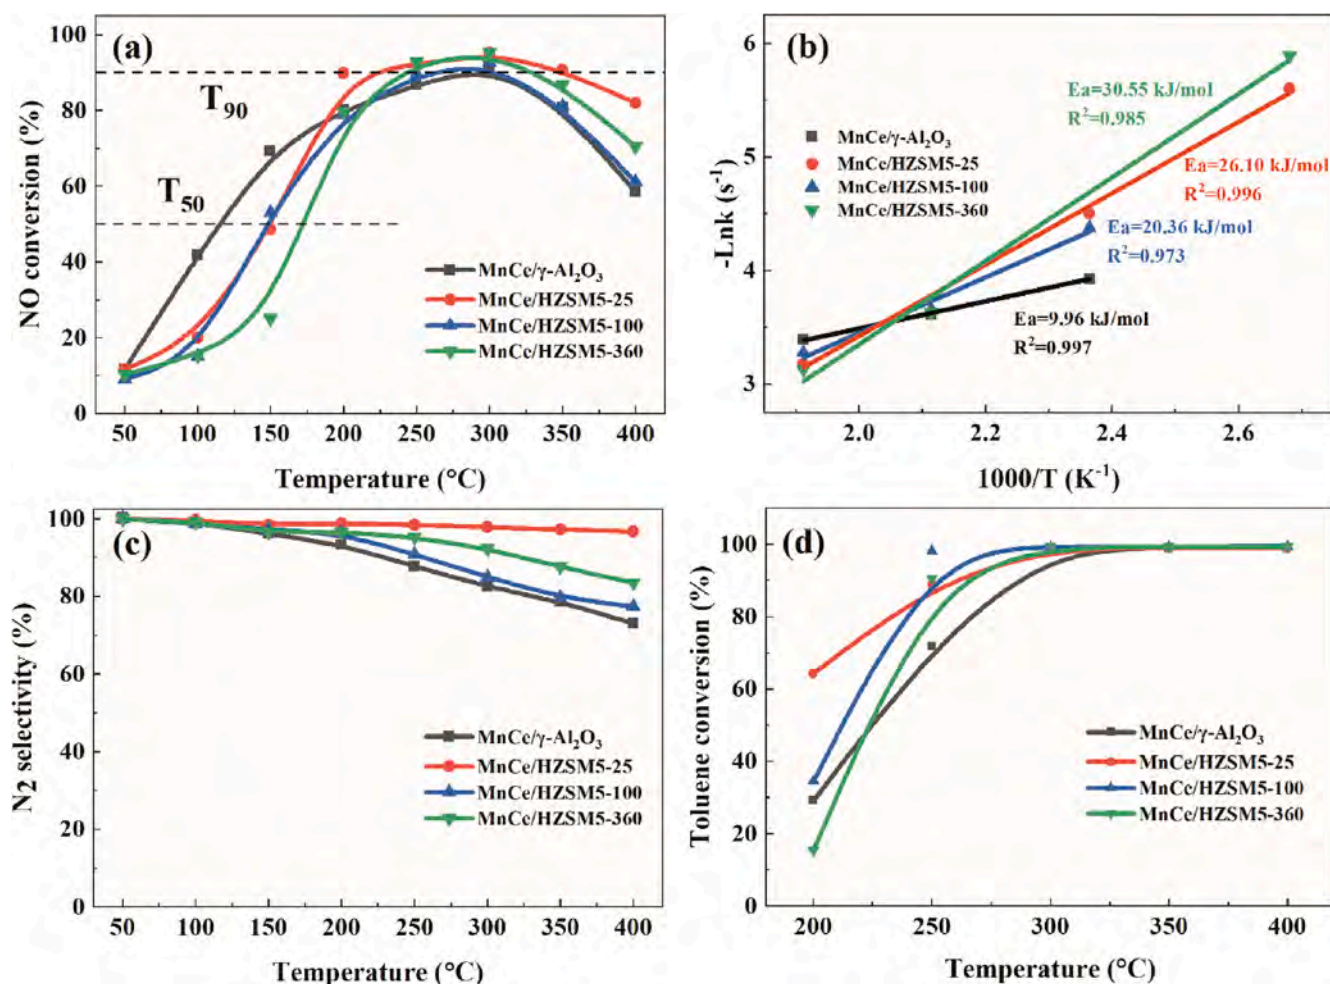 (a)
NO conversion (%)
100
80
60
40
20
0
T90
T50
MnCe/γ-Al2O3
MnCe/HZSM5-25
MnCe/HZSM5-100
MnCe/HZSM5-360
50 100 150 200 250 300 350 400
Temperature (°C)
(b)
-Lnk (s-1)
6
5
4
3
MnCe/γ-Al2O3
MnCe/HZSM5-25
MnCe/HZSM5-100
MnCe/HZSM5-360
Ea=30.55 kJ/mol
R2=0.985
Ea=26.10 kJ/mol
R2=0.996
Ea=20.36 kJ/mol
R2=0.973
Ea=9.96 kJ/mol
R2=0.997
2.0 2.2 2.4 2.6
1000/T (K-1)
(c)
N2 selectivity (%)
100
80
60
40
20
0
MnCe/γ-Al2O3
MnCe/HZSM5-25
MnCe/HZSM5-100
MnCe/HZSM5-360
50 100 150 200 250 300 350 400
Temperature (°C)
(d)
Toluene conversion (%)
100
80
60
40
20
0
MnCe/γ-Al2O3
MnCe/HZSM5-25
MnCe/HZSM5-100
MnCe/HZSM5-360
200 250 300 350 400
Temperature (°C)